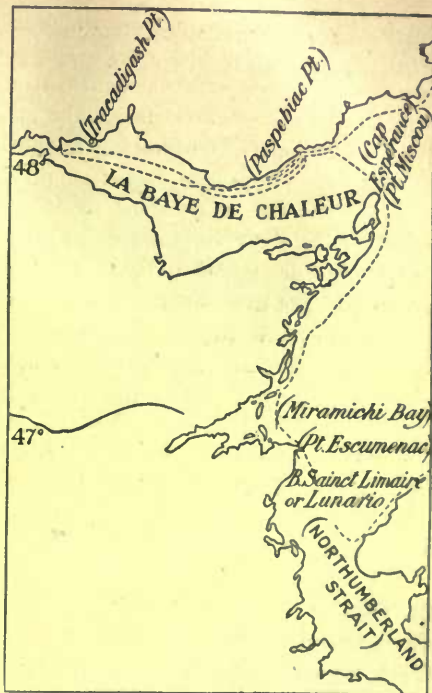 (Tracadigash Pt.)
(Paspebiac Pt.)
(Cap
Espérance)
(Pt. Miscou)
48°
LA BAYE DE CHALEUR
(Miramichi Bay)
47°
(Pt. Escumenac)
B. Sainct Limaire
or Lunario
(NORTHUMBERLAND
STRAIT)